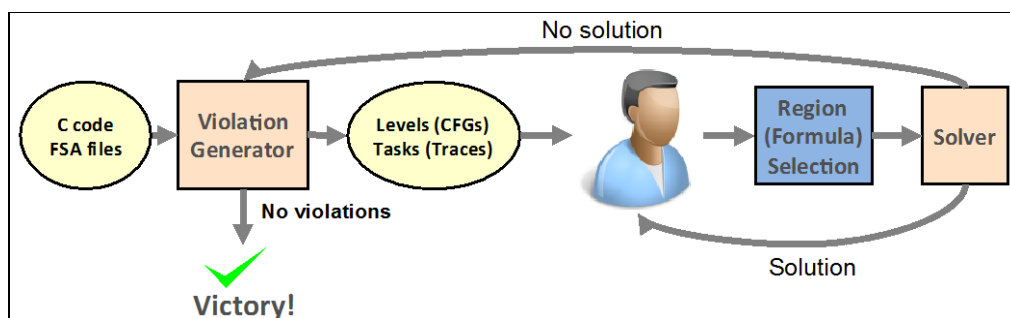 No solution
C code
FSA files
Violation
Generator
Levels (CFGs)
Tasks (Traces)
Region
(Formula)
Selection
Solver
No violations
Solution
Victory!